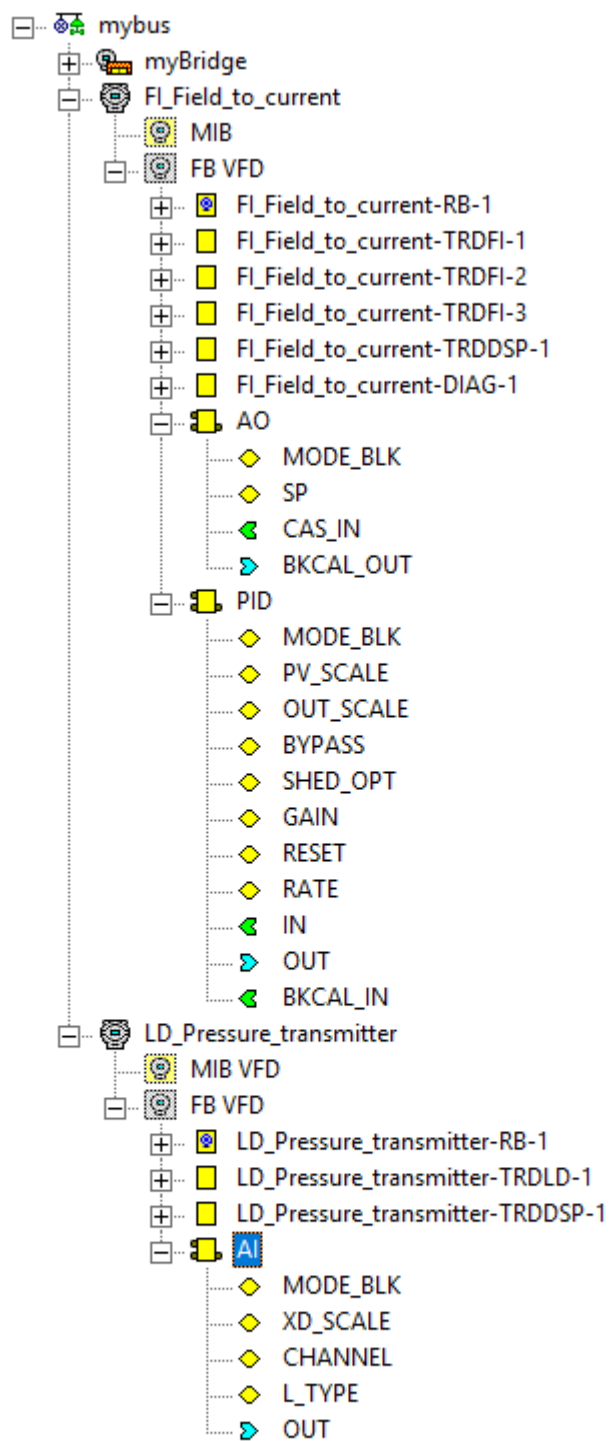 mybus
myBridge
FI_Field_to_current
MIB
FB VFD
FI_Field_to_current-RB-1
FI_Field_to_current-TRDFI-1
FI_Field_to_current-TRDFI-2
FI_Field_to_current-TRDFI-3
FI_Field_to_current-TRDDSP-1
FI_Field_to_current-DIAG-1
AO
MODE_BLK
SP
CAS_IN
BKCAL_OUT
PID
MODE_BLK
PV_SCALE
OUT_SCALE
BYPASS
SHED_OPT
GAIN
RESET
RATE
IN
OUT
BKCAL_IN
LD_Pressure_transmitter
MIB VFD
FB VFD
LD_Pressure_transmitter-RB-1
LD_Pressure_transmitter-TRDLD-1
LD_Pressure_transmitter-TRDDSP-1
AI
MODE_BLK
XD_SCALE
CHANNEL
L_TYPE
OUT